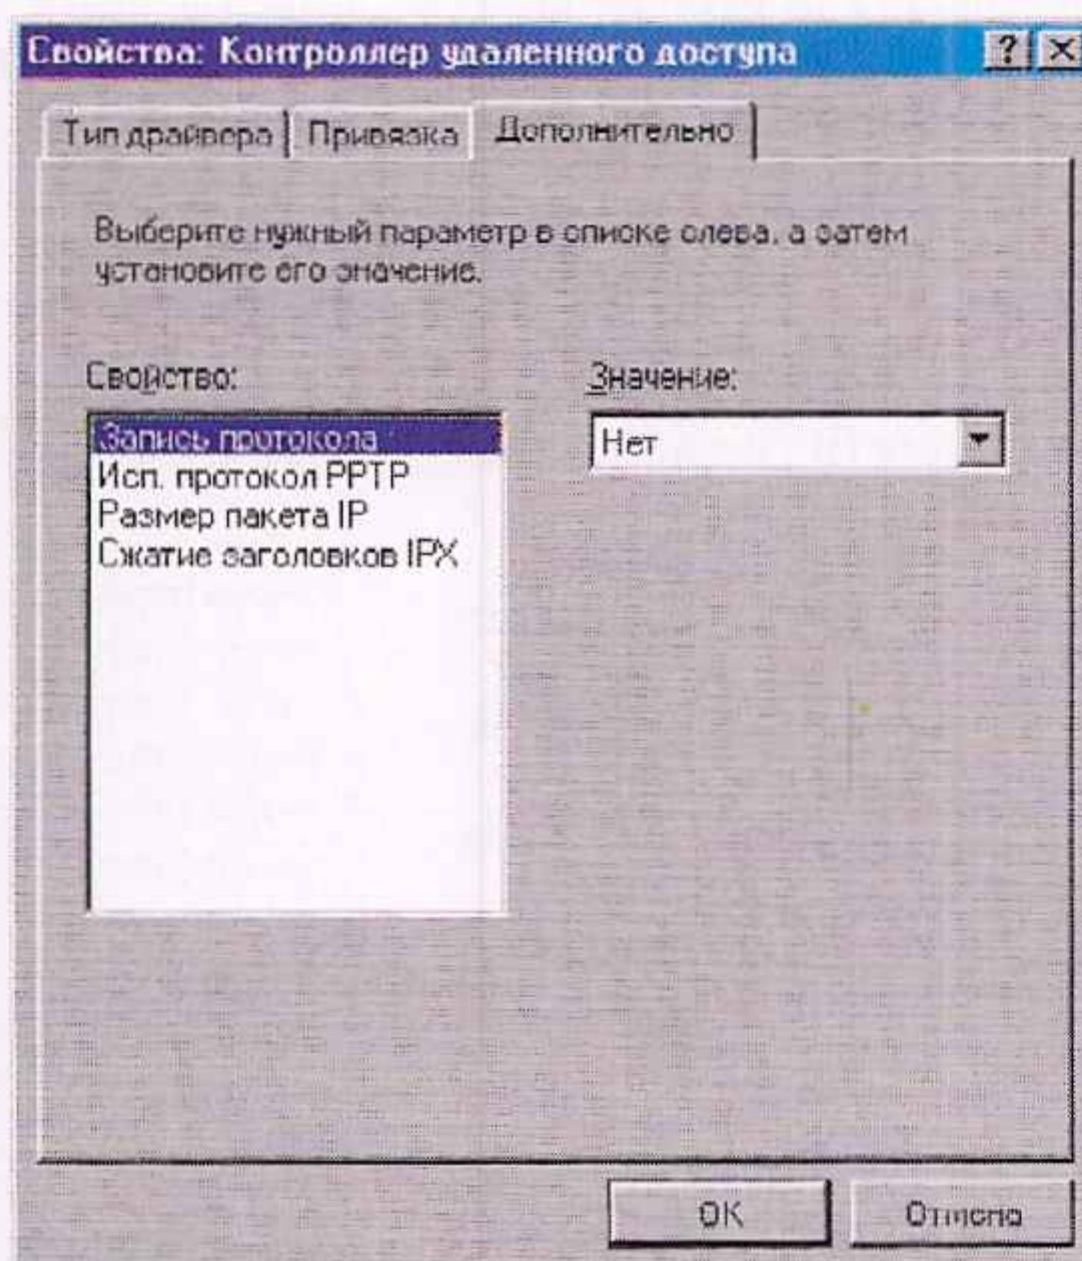 Свойства: Контроллер удаленного доступа
Тип драйвера
Привязка
Дополнительно
Выберите нужный параметр в списке слева, а затем
установите его значение.
Свойство:
Значение:
Запись протокола
Нет
Исп. протокол PPTP
Размер пакета IP
Сжатие заголовков IPX
OK
Отмена